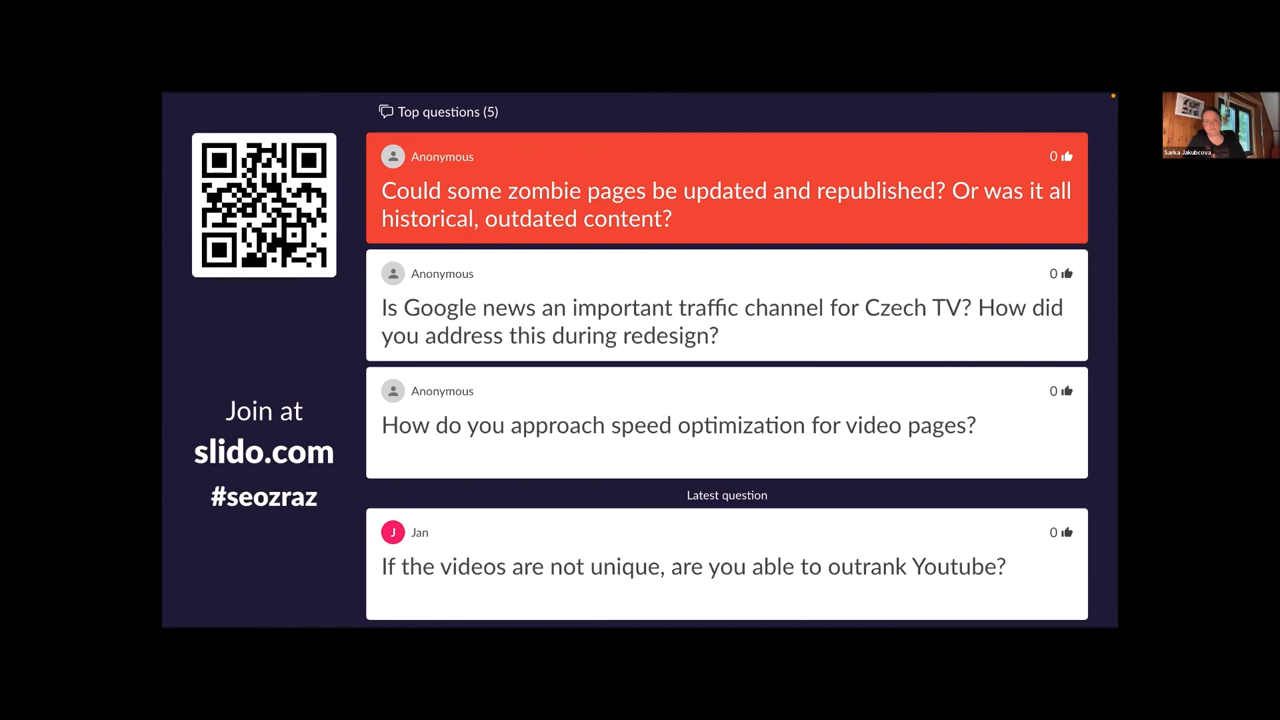 Top questions (5)
Anonymous
0
Could some zombie pages be updated and republished? Or was it all
historical, outdated content?
Anonymous
0
Is Google news an important traffic channel for Czech TV? How did
you address this during redesign?
Anonymous
0
How do you approach speed optimization for video pages?
Latest question
J
Jan
0
If the videos are not unique, are you able to outrank Youtube?
Join at
slido.com
#seozraz
Sarka Jakubcova